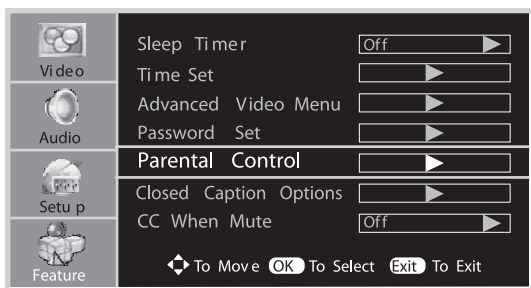 Video
Audio
Setup
Feature
Sleep Timer Off
Time Set
Advanced Video Menu
Password Set
Parental Control
Closed Caption Options
CC When Mute Off
To Move OK To Select Exit To Exit